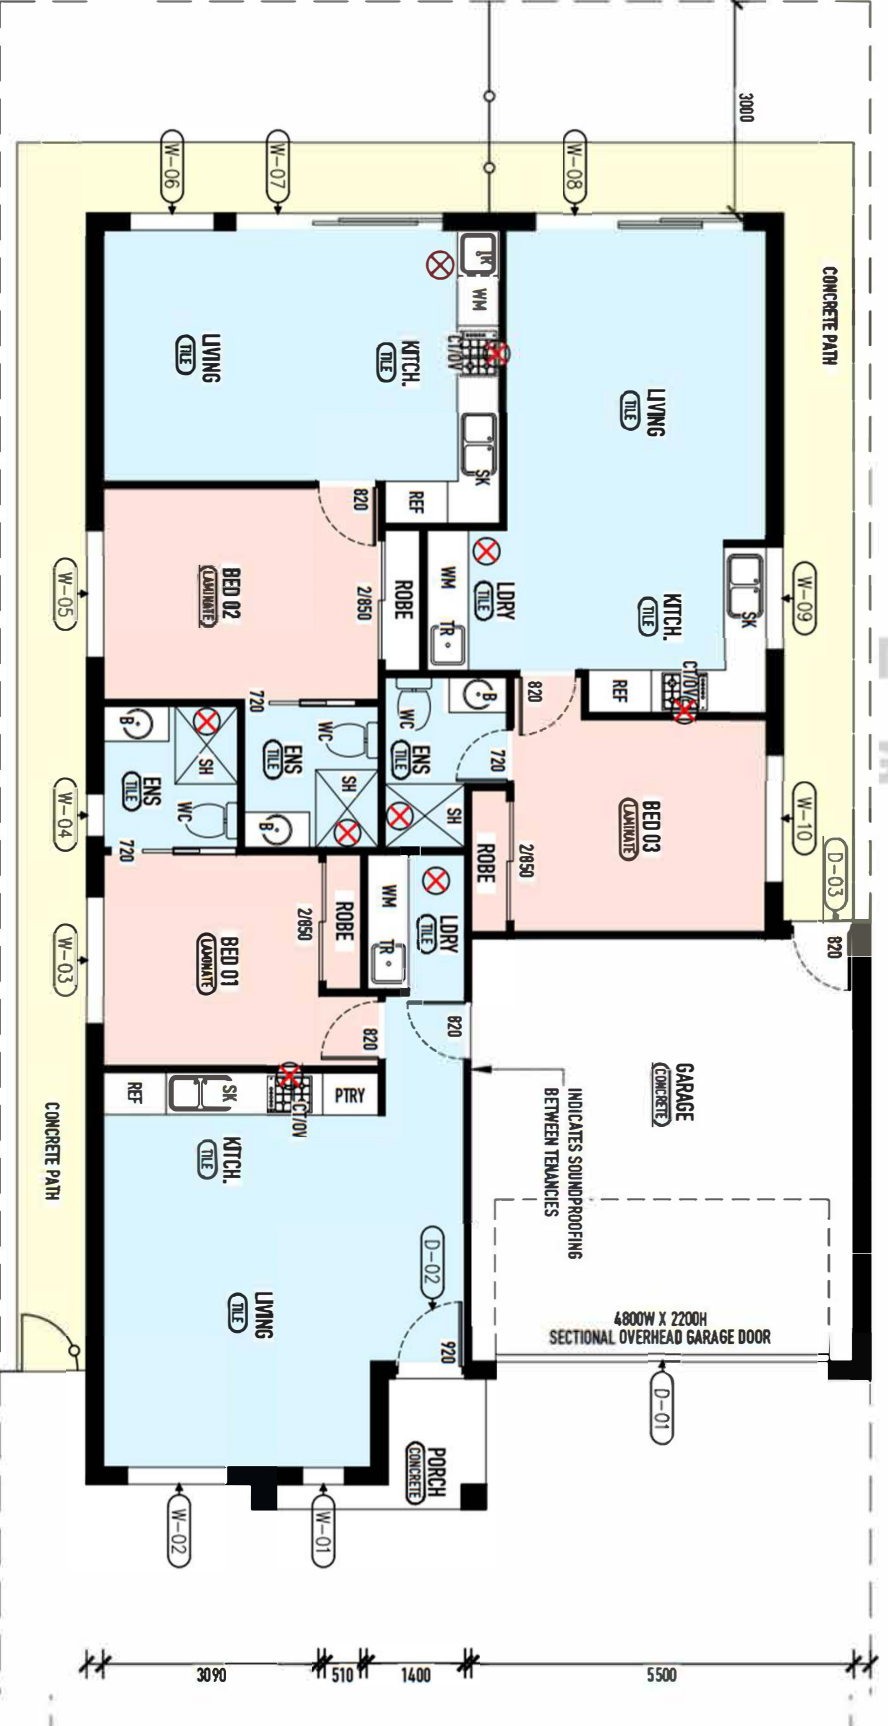 3000
W-06
W-07
W-08
CONCRETE PATH
TR
WM
CT/OV
LIVING
TILE
KITCH.
TILE
LIVING
TILE
SK
REF
820
W-05
BED 02
LAMINATE
2/850
ROBE
WM
TR
LDRY
TILE
KITCH.
TILE
SK
W-09
CT/OV
REF
820
720
B
SH
ENS
TILE
WC
WC
ENS
TILE
SH
B
B
WC
ENS
TILE
SH
720
W-04
720
BED 03
LAMINATE
W-10
D-03
820
ROBE
2/850
W-03
BED 01
LAMINATE
2/850
ROBE
WM
TR
LDRY
TILE
820
820
REF
SK
CT/OV
PTRY
GARAGE
CONCRETE
INDICATES SOUNDPROOFING
BETWEEN TENANCIES
CONCRETE PATH
KITCH.
TILE
D-02
LIVING
TILE
920
4800W X 2200H
SECTIONAL OVERHEAD GARAGE DOOR
D-01
PORCH
CONCRETE
W-02
W-01
3090
510
1400
5500